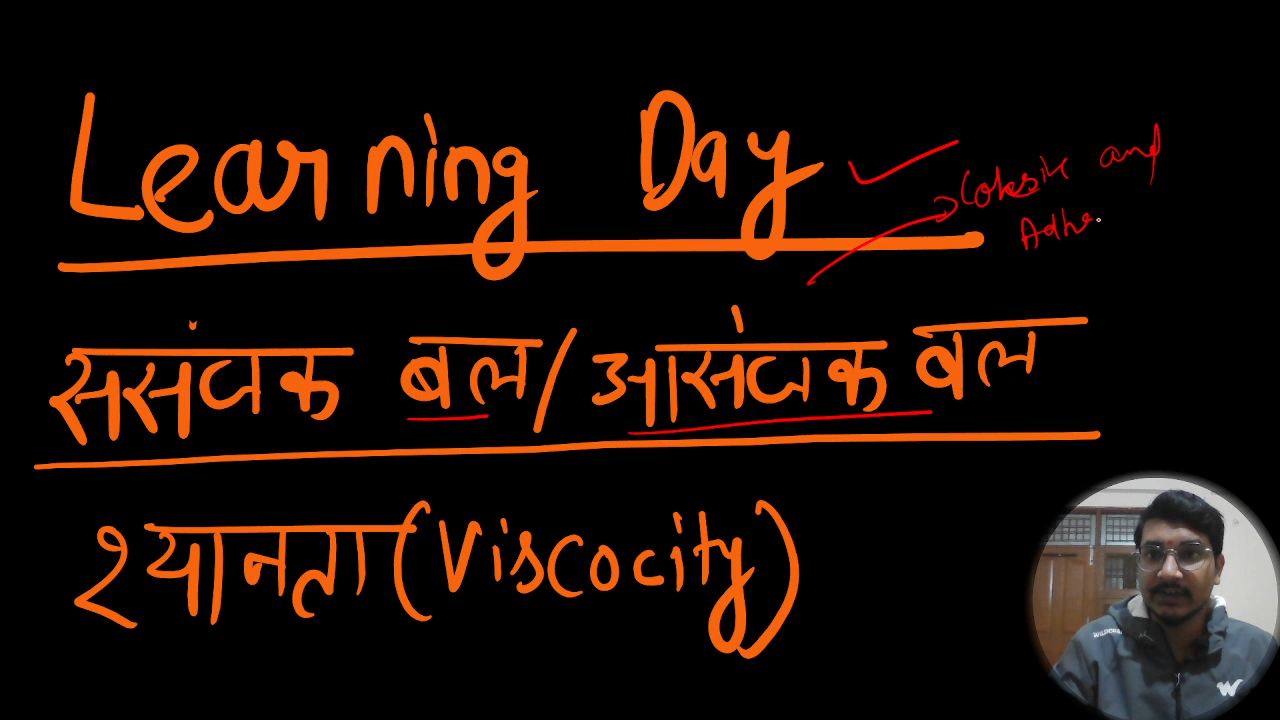 Learning Day
Cohesive and
Adhe
ससंजक बल/आसंजक बल
श्यानता (Viscocity)